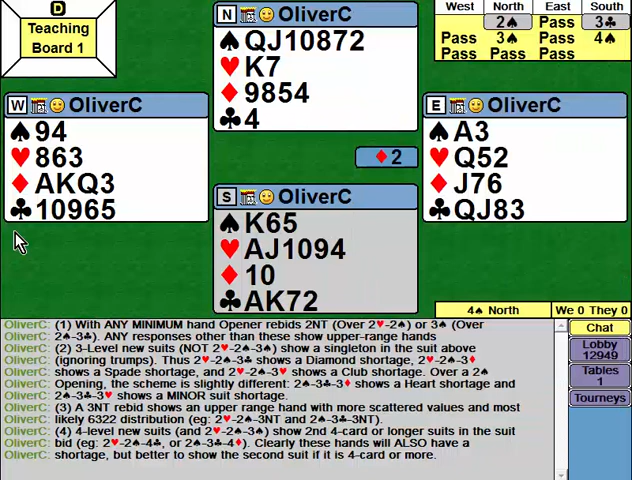 D
Teaching
Board 1
N OliverC
♠QJ10872
♥K7
♦9854
♣4
West North East South
2♠ Pass 3♣
Pass 3♠ Pass 4♠
Pass Pass Pass
W OliverC
♠94
♥863
♦AKQ3
♣10965
♦2
E OliverC
♠A3
♥Q52
♦J76
♣QJ83
S OliverC
♠K65
♥AJ1094
♦10
♣AK72
4♠ North
We 0 They 0
OliverC: (1) With ANY MINIMUM hand Opener rebids 2NT (Over 2♥-2♠) or 3♠ (Over
OliverC: 2♠-3♣). ANY responses other than these show upper-range hands
OliverC: (2) 3-Level new suits (NOT 2♥-2♠-3♠) show a singleton in the suit above
OliverC: (ignoring trumps). Thus 2♥-2♠-3♣ shows a Diamond shortage, 2♥-2♠-3♦
OliverC: shows a Spade shortage, and 2♥-2♠-3♥ shows a Club shortage. Over a 2♠
OliverC: Opening, the scheme is slightly different: 2♠-3♣-3♦ shows a Heart shortage and
OliverC: 2♠-3♣-3♥ shows a MINOR suit shortage.
OliverC: (3) A 3NT rebid shows an upper range hand with more scattered values and most
OliverC: likely 6322 distribution (2♥-2♠-3NT and 2♠-3♣-3NT).
OliverC: (4) 4-level new suits (and 2♥-2♠-3♠) show 2nd 4-card or longer suits in the suit
OliverC: bid (eg: 2♥-2♠-4♣, or 2♠-3♣-4♦). Clearly these hands will ALSO have a
OliverC: shortage, but better to show the second suit if it is 4-card or more.
Chat
Lobby
12949
Tables
1
Tourneys